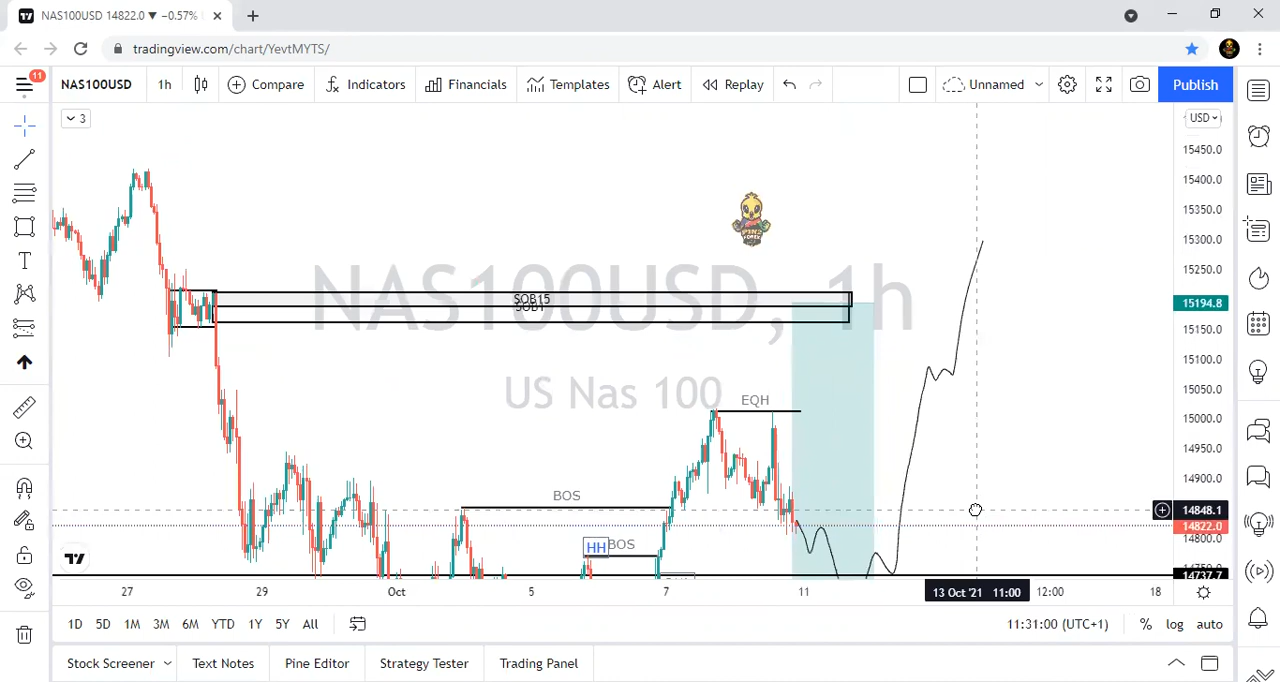 NAS100USD 14822.0 ▼ −0.57%
tradingview.com/chart/YevtMYTS/
11
NAS100USD 1h Compare Indicators Financials Templates Alert Replay Unnamed Publish
3
USD
15450.0
15400.0
15350.0
15300.0
15250.0
15194.8
15150.0
15100.0
15050.0
15000.0
14950.0
14900.0
14848.1
14822.0
14800.0
14737.7
NAS100USD, 1h
US Nas 100
SOB15
EQH
BOS
HH
BOS
27 29 Oct 5 7 11 13 Oct '21 11:00 12:00 18
1D 5D 1M 3M 6M YTD 1Y 5Y All 11:31:00 (UTC+1) % log auto
Stock Screener Text Notes Pine Editor Strategy Tester Trading Panel